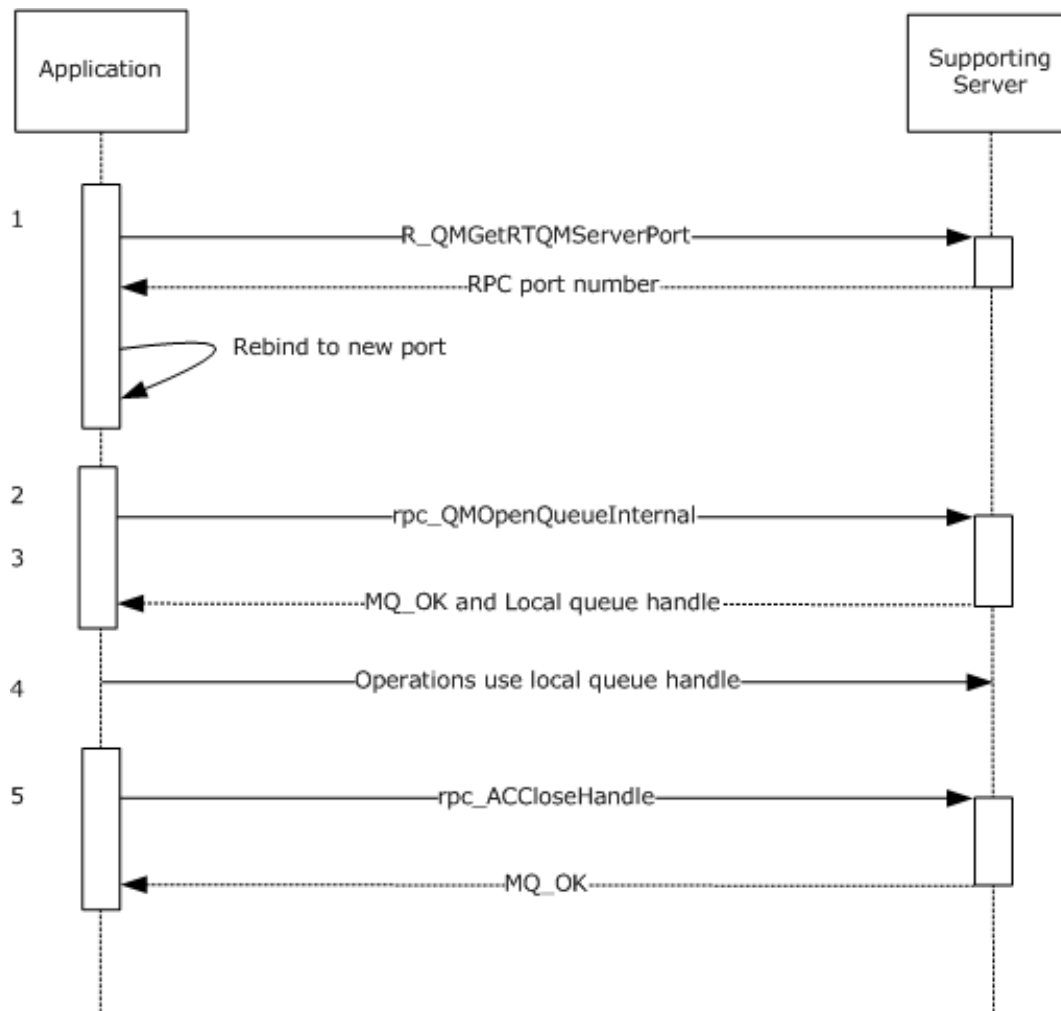 Application
Supporting
Server
1
R_QMGetRTQMServerPort
RPC port number
Rebind to new port
2
rpc_QMOpenQueueInternal
3
MQ_OK and Local queue handle
4
Operations use local queue handle
5
rpc_ACCloseHandle
MQ_OK